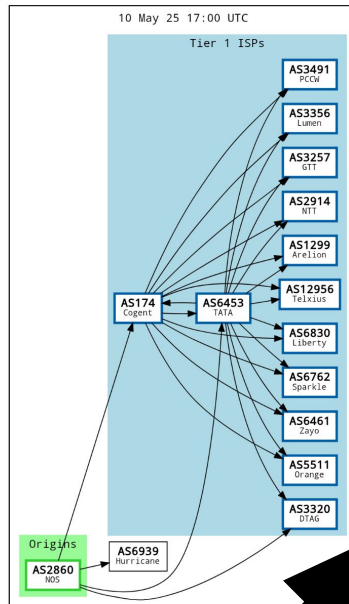 10 May 25 17:00 UTC
Tier 1 ISPs
AS3491
PCCW
AS3356
Lumen
AS3257
GTT
AS2914
NTT
AS1299
Arelion
AS174
Cogent
AS6453
TATA
AS12956
Telxius
AS6830
Liberty
AS6762
Sparkle
AS6461
Zayo
AS5511
Orange
AS3320
DTAG
Origins
AS2860
NOS
AS6939
Hurricane